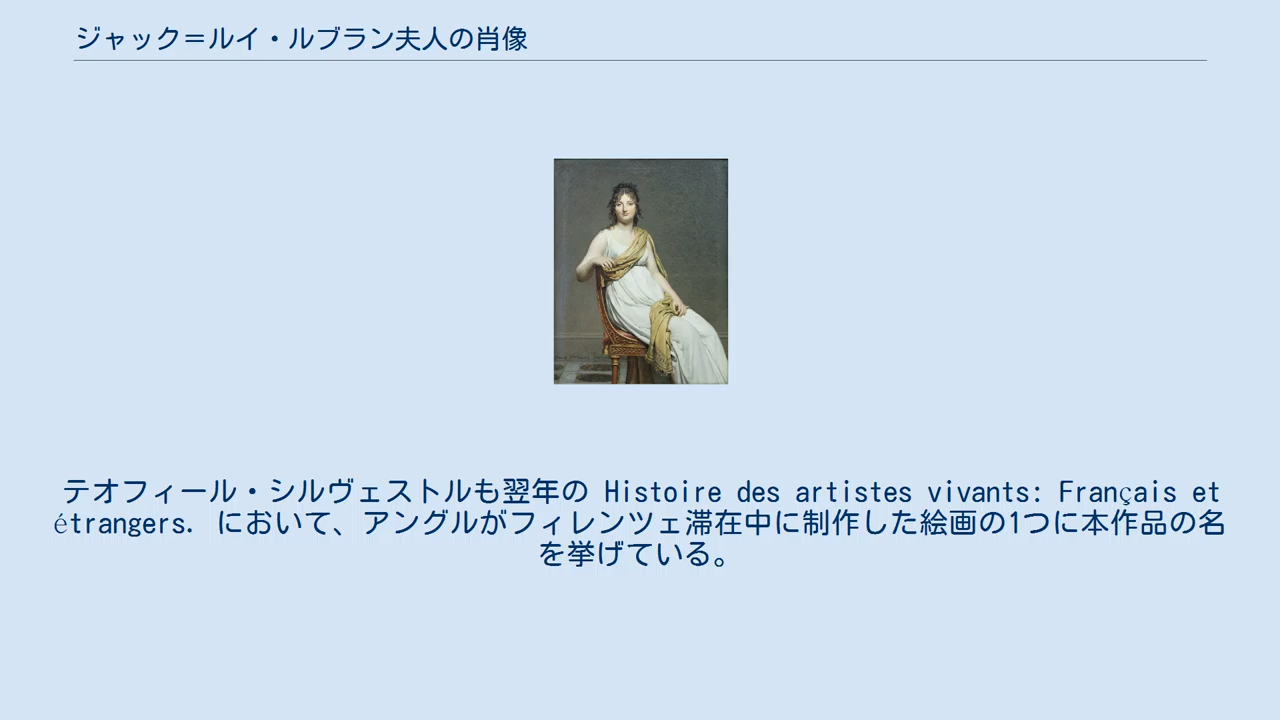 ジャック＝ルイ・ルブラン夫人の肖像
テオフィール・シルヴェストルも翌年の Histoire des artistes vivants: Français et
étrangers. において、アングルがフィレンツェ滞在中に制作した絵画の1つに本作品の名
を挙げている。